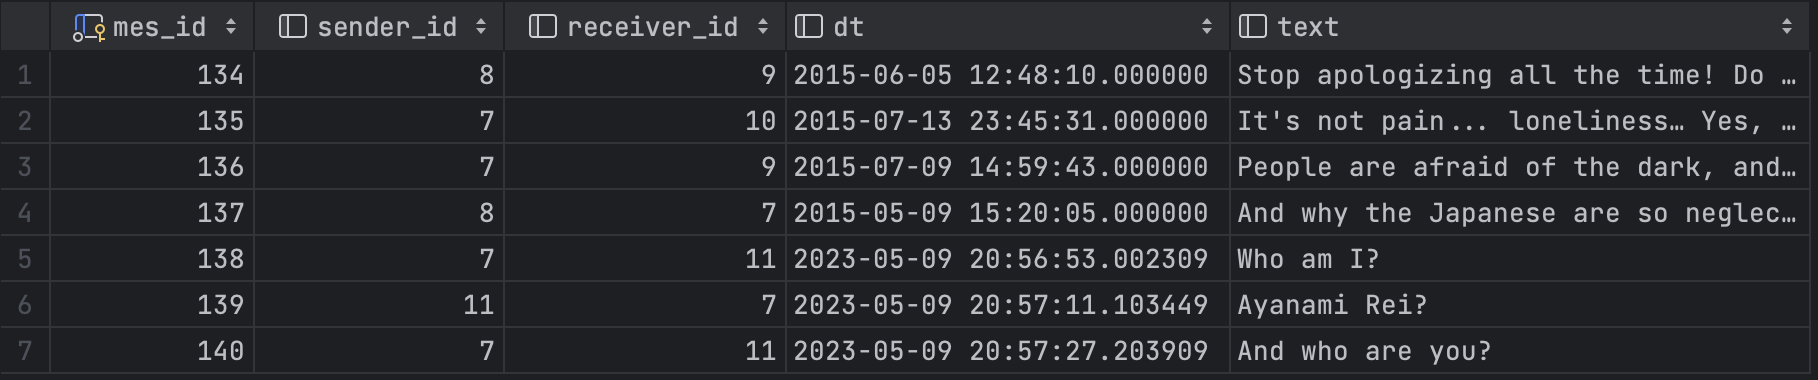 mes_id sender_id receiver_id dt text
1 134 8 9 2015-06-05 12:48:10.000000 Stop apologizing all the time! Do …
2 135 7 10 2015-07-13 23:45:31.000000 It's not pain... loneliness… Yes, …
3 136 7 9 2015-07-09 14:59:43.000000 People are afraid of the dark, and…
4 137 8 7 2015-05-09 15:20:05.000000 And why the Japanese are so neglec…
5 138 7 11 2023-05-09 20:56:53.002309 Who am I?
6 139 11 7 2023-05-09 20:57:11.103449 Ayanami Rei?
7 140 7 11 2023-05-09 20:57:27.203909 And who are you?